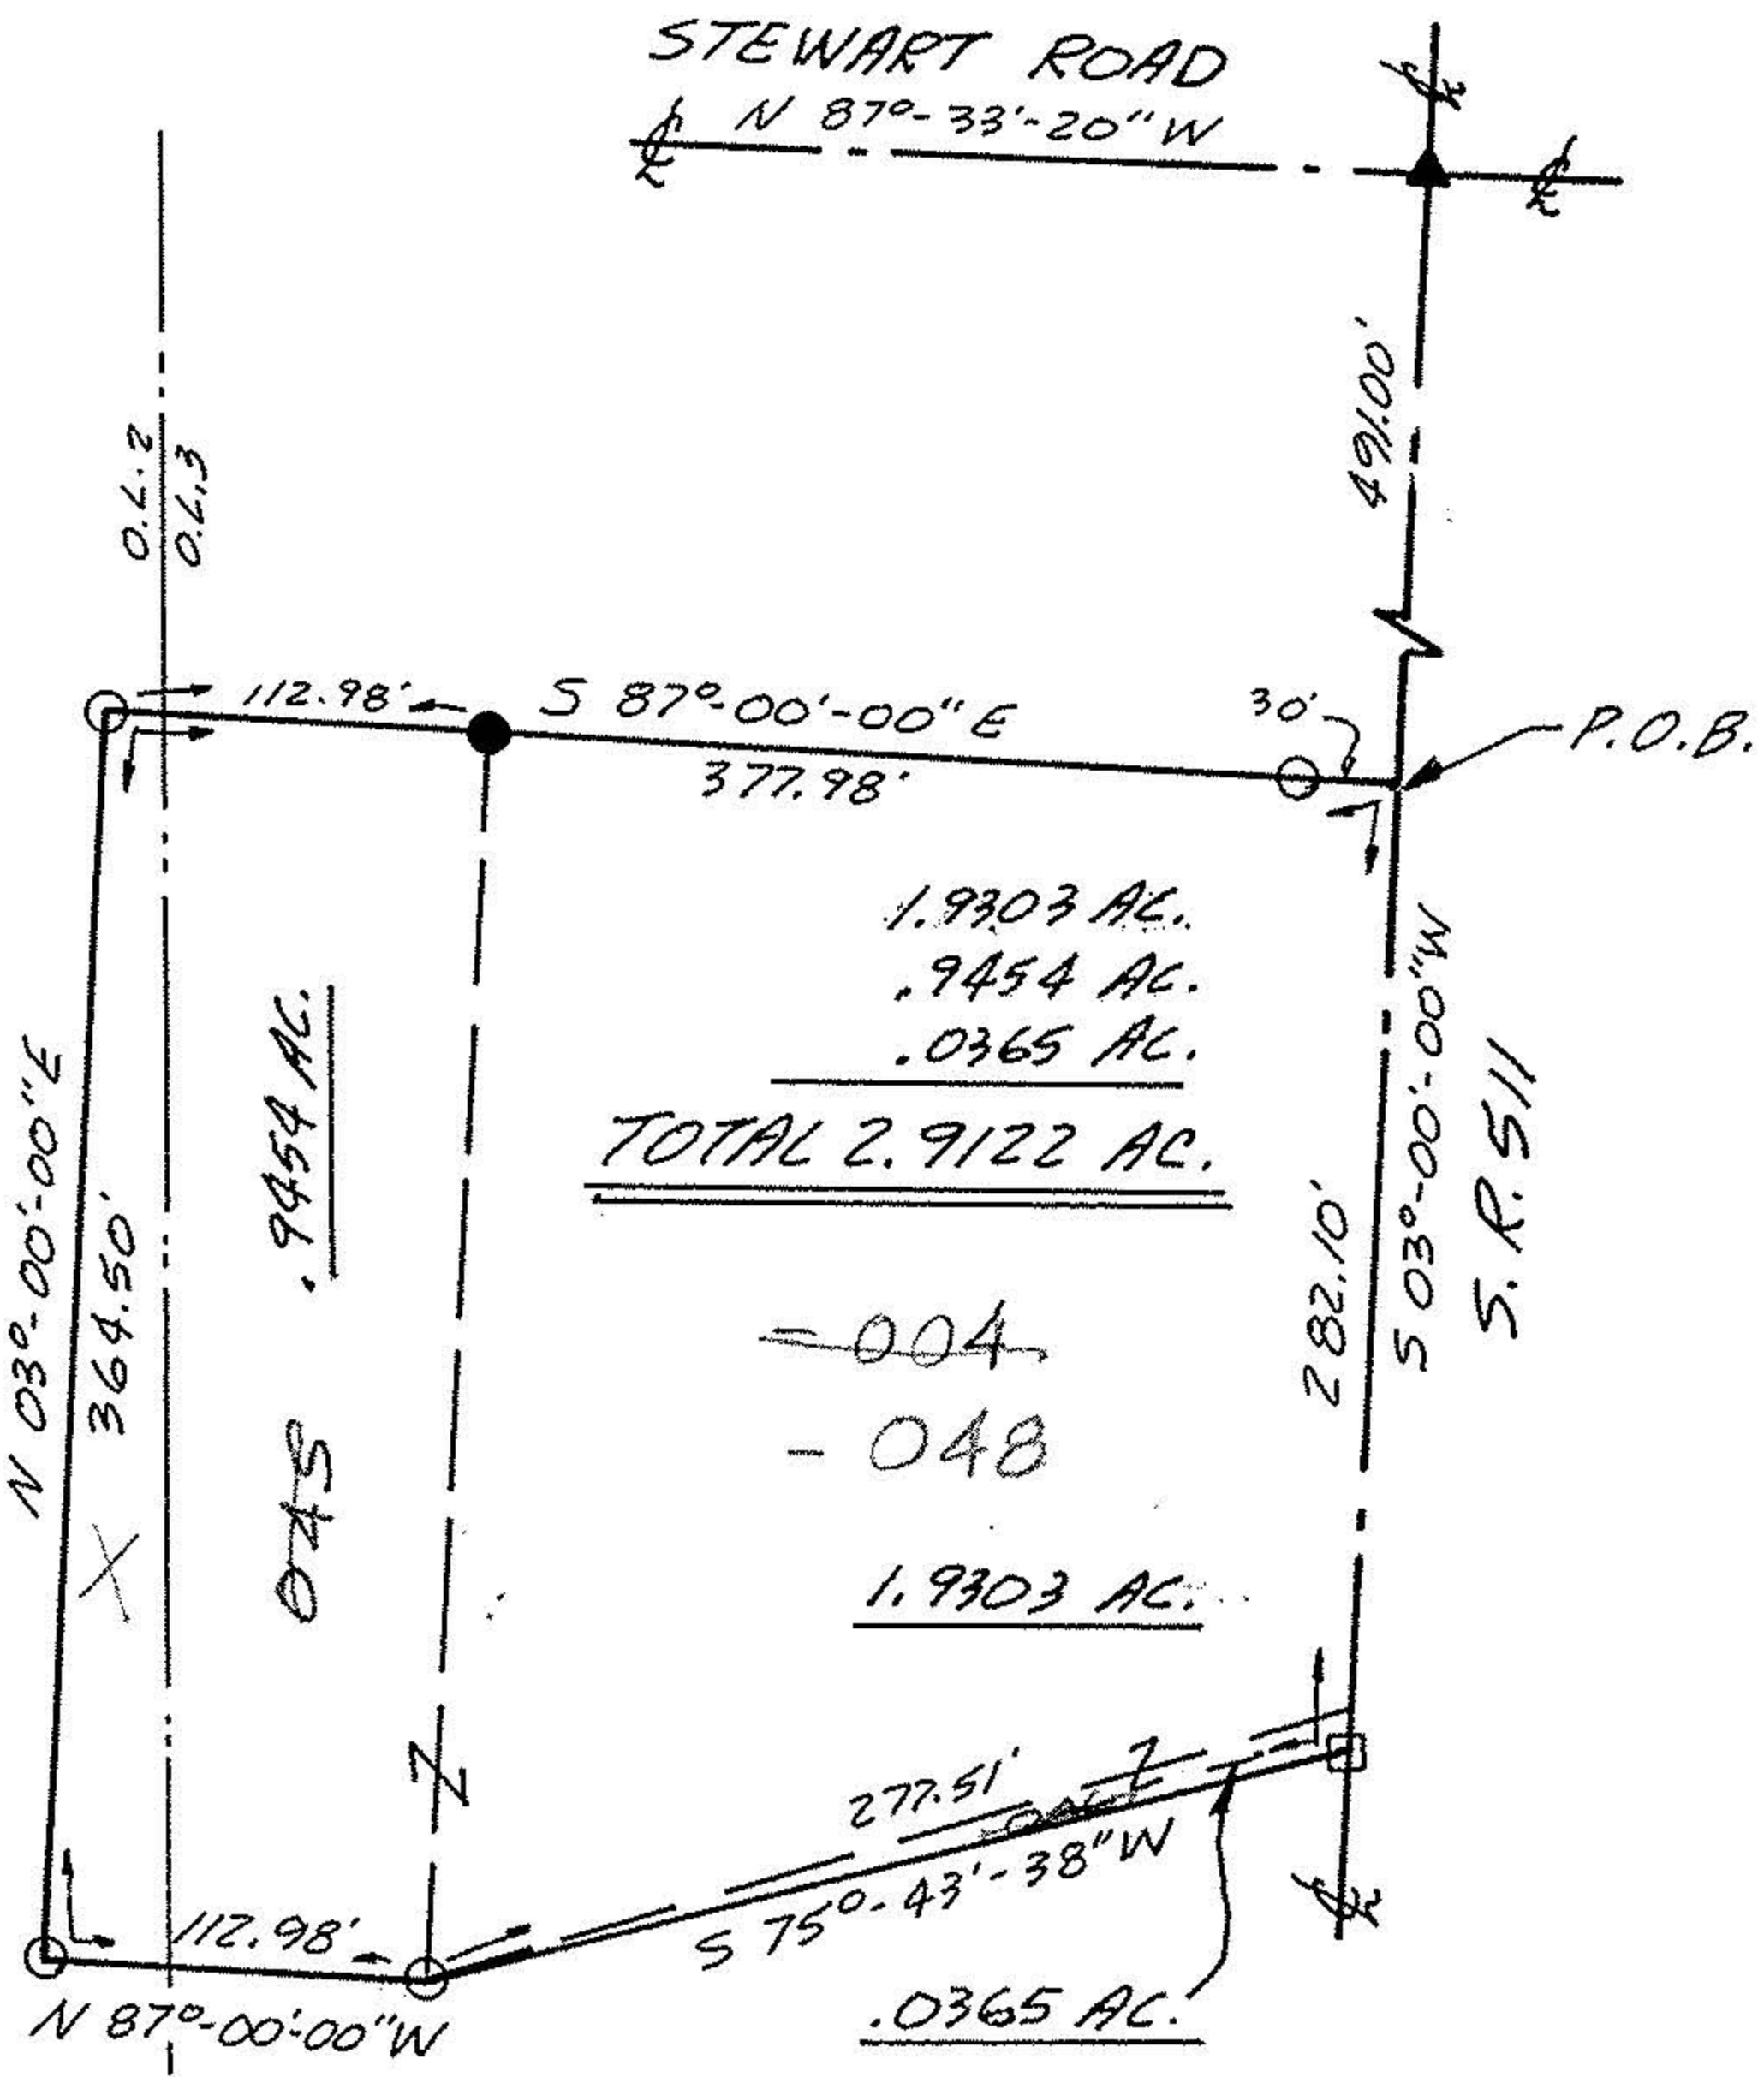 STEWART ROAD
N 87°-33'-20" W
℄
℄
℄
491.00'
O.L.2
O.L.3
112.98'
S 87°-00'-00" E
377.98'
30'
P.O.B.
1.9303 AC.
.9454 AC.
.0365 AC.
TOTAL 2.9122 AC.
N 03°-00'-00" E
364.50'
.9454 AC.
045
282.10'
S 03°-00'-00" W
S.R. 511
- 004
- 048
X
1.9303 AC.
Z
Z
277.51'
S 75°-43'-38" W
℄
112.98'
N 87°-00'-00" W
.0365 AC.